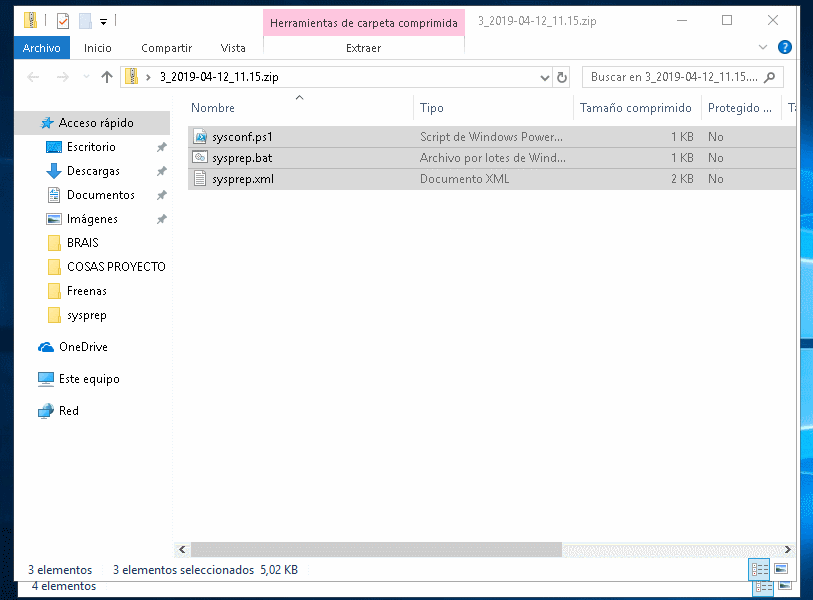 Herramientas de carpeta comprimida
3_2019-04-12_11.15.zip
Archivo
Inicio
Compartir
Vista
Extraer
3_2019-04-12_11.15.zip
Buscar en 3_2019-04-12_11.15....
Nombre
Tipo
Tamaño comprimido
Protegido ...
Acceso rápido
Escritorio
Descargas
Documentos
Imágenes
BRAIS
COSAS PROYECTO
Freenas
sysprep
OneDrive
Este equipo
Red
sysconf.ps1 Script de Windows Power... 1 KB No
sysprep.bat Archivo por lotes de Wind... 1 KB No
sysprep.xml Documento XML 2 KB No
3 elementos 3 elementos seleccionados 5,02 KB
4 elementos